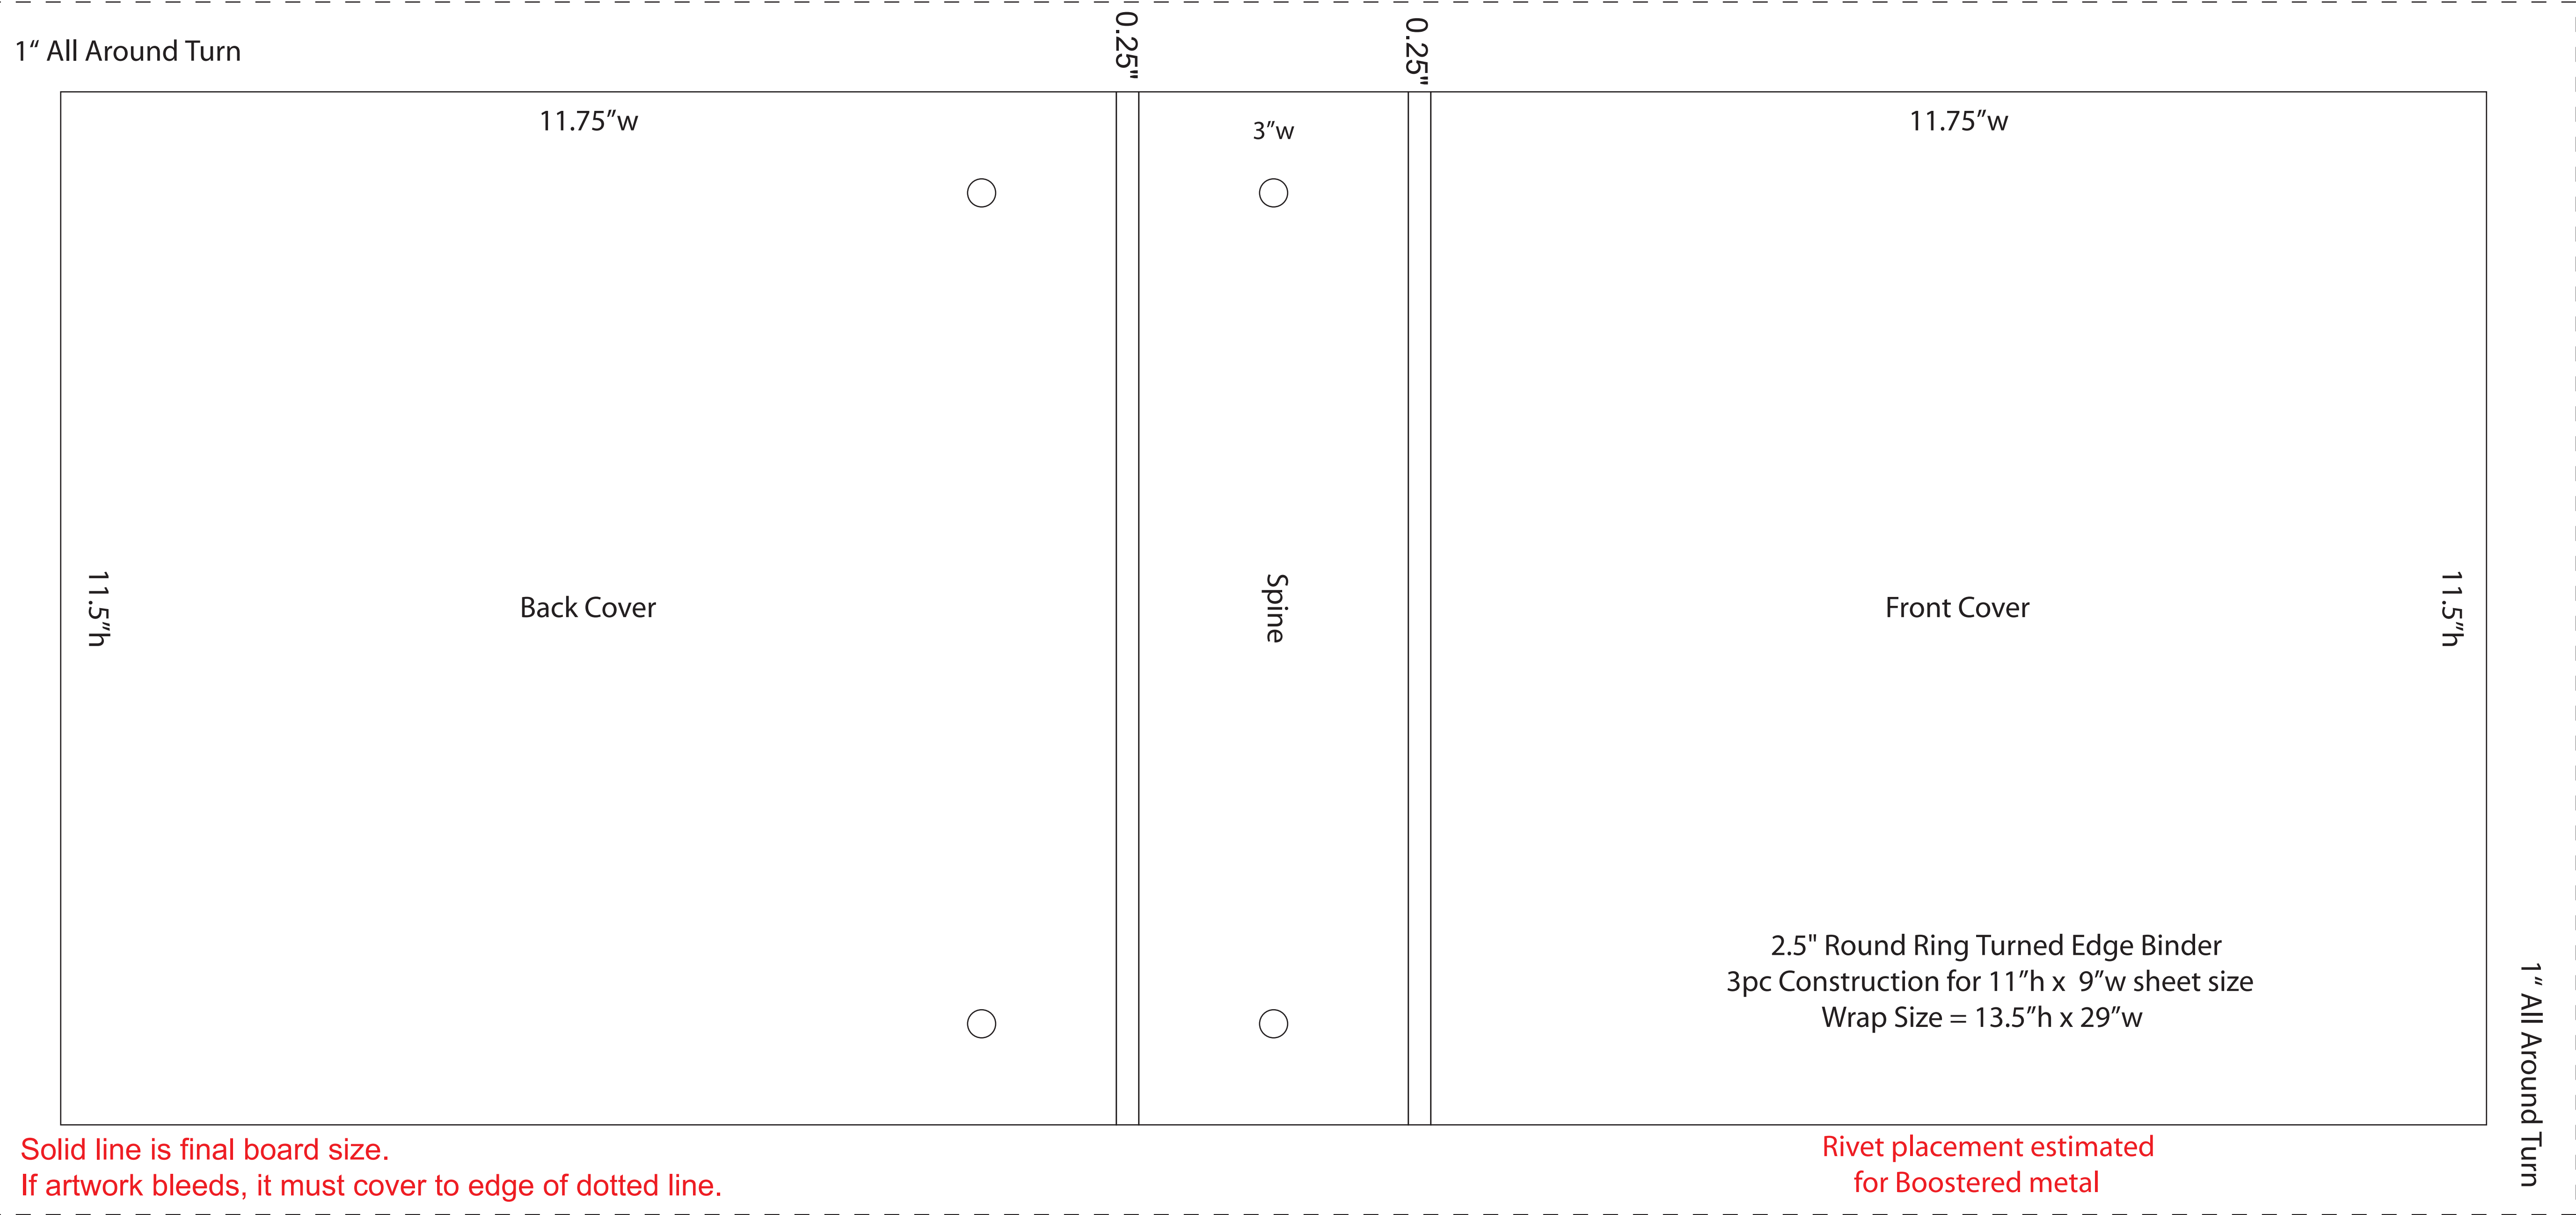 1“ All Around Turn
0.25"
0.25"
11.75”w
3”w
11.75”w
11.5”h
Back Cover
Spine
Front Cover
11.5”h
2.5" Round Ring Turned Edge Binder
3pc Construction for 11”h x  9”w sheet size
Wrap Size = 13.5”h x 29”w
1“ All Around Turn
Solid line is final board size.
If artwork bleeds, it must cover to edge of dotted line.
Rivet placement estimated
for Boostered metal